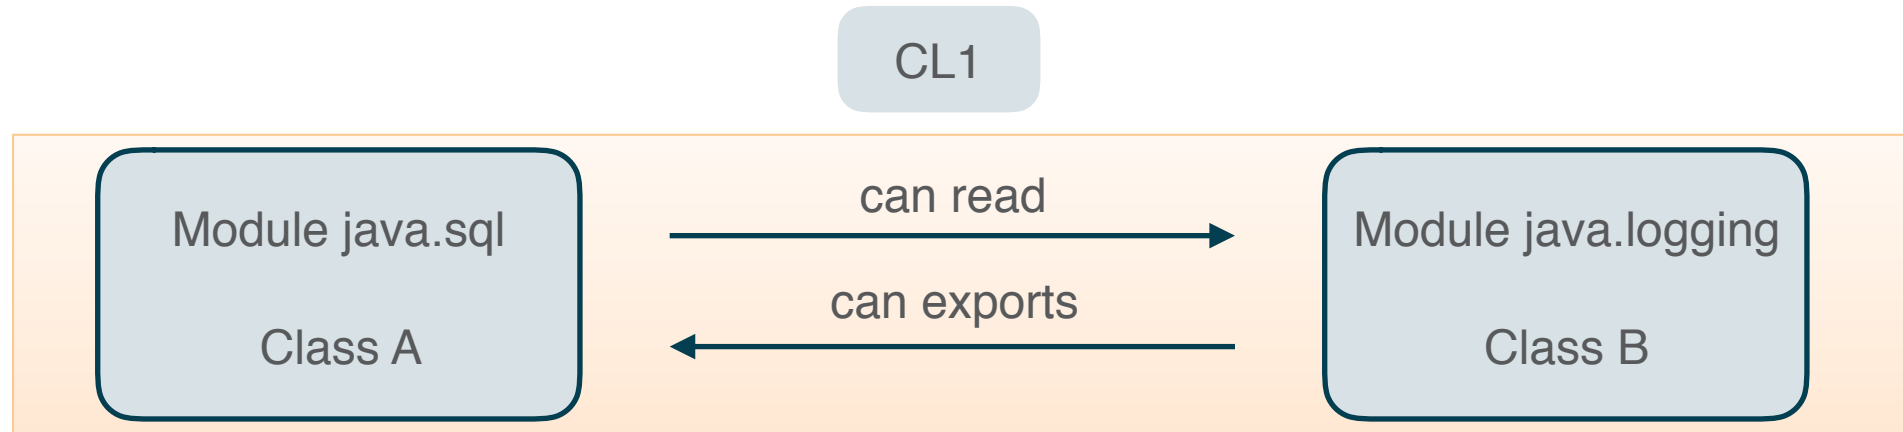 CL1
can read
Module java.sql
Module java.logging
can exports
Class A
Class B